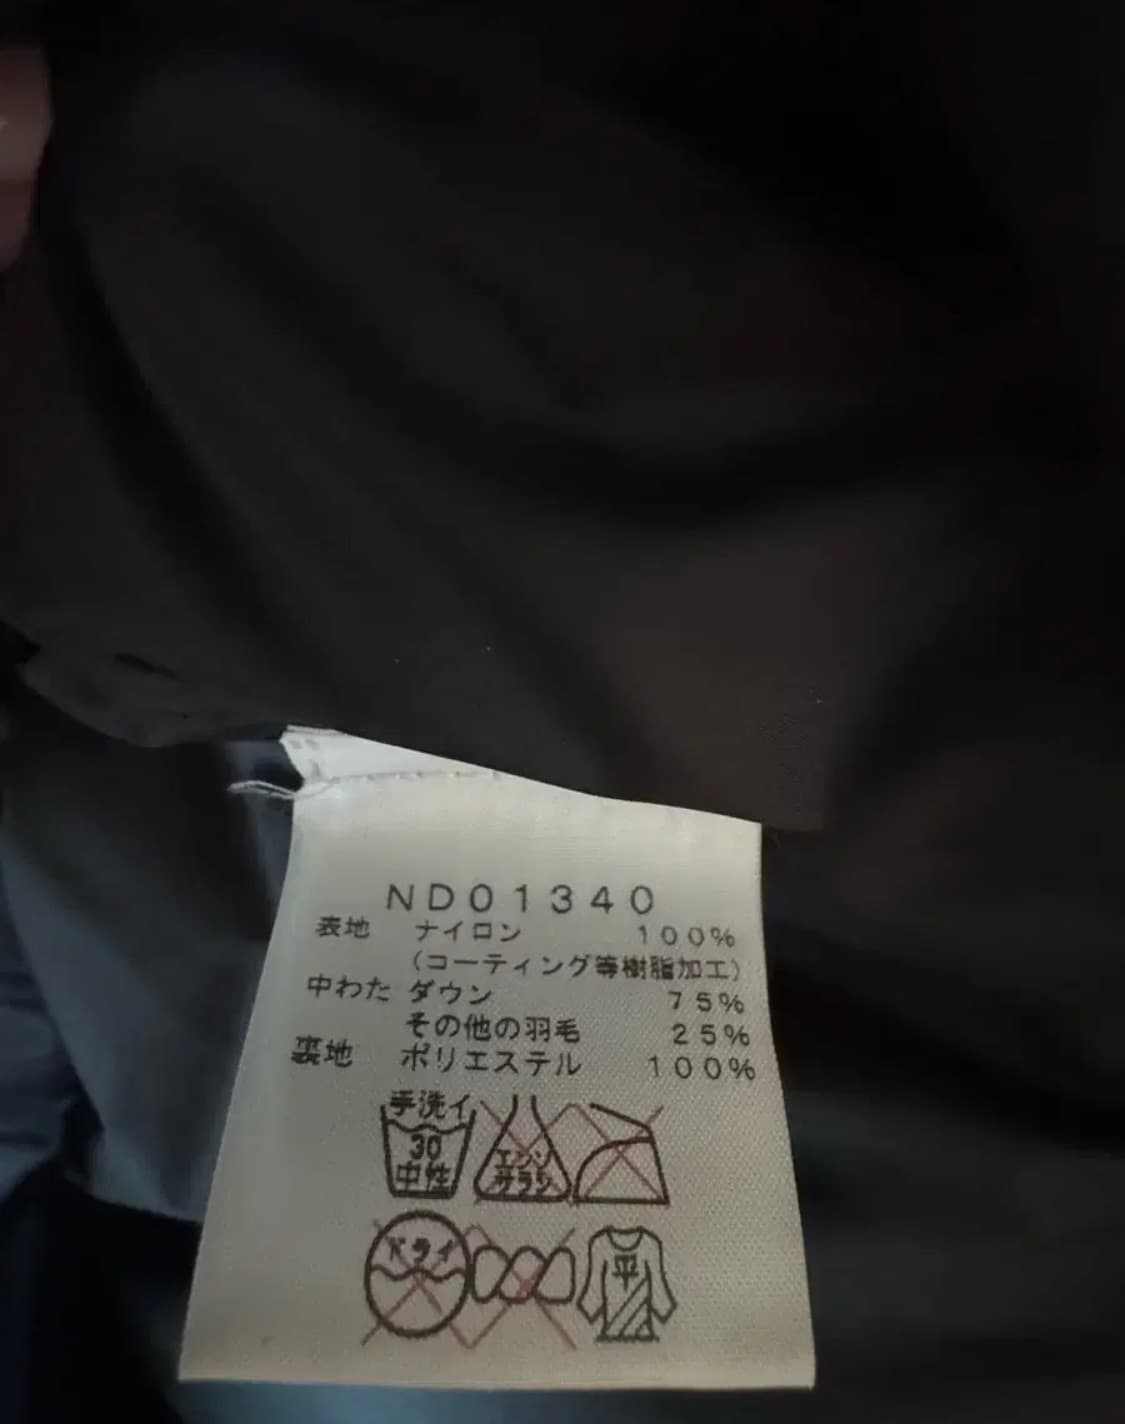 ND01340
表地 ナイロン 100%
(コーティング等樹脂加工)
中わた ダウン 75%
その他の羽毛 25%
裏地 ポリエステル 100%
手洗イ
30
中性
エンソ
サラシ
ドライ
平